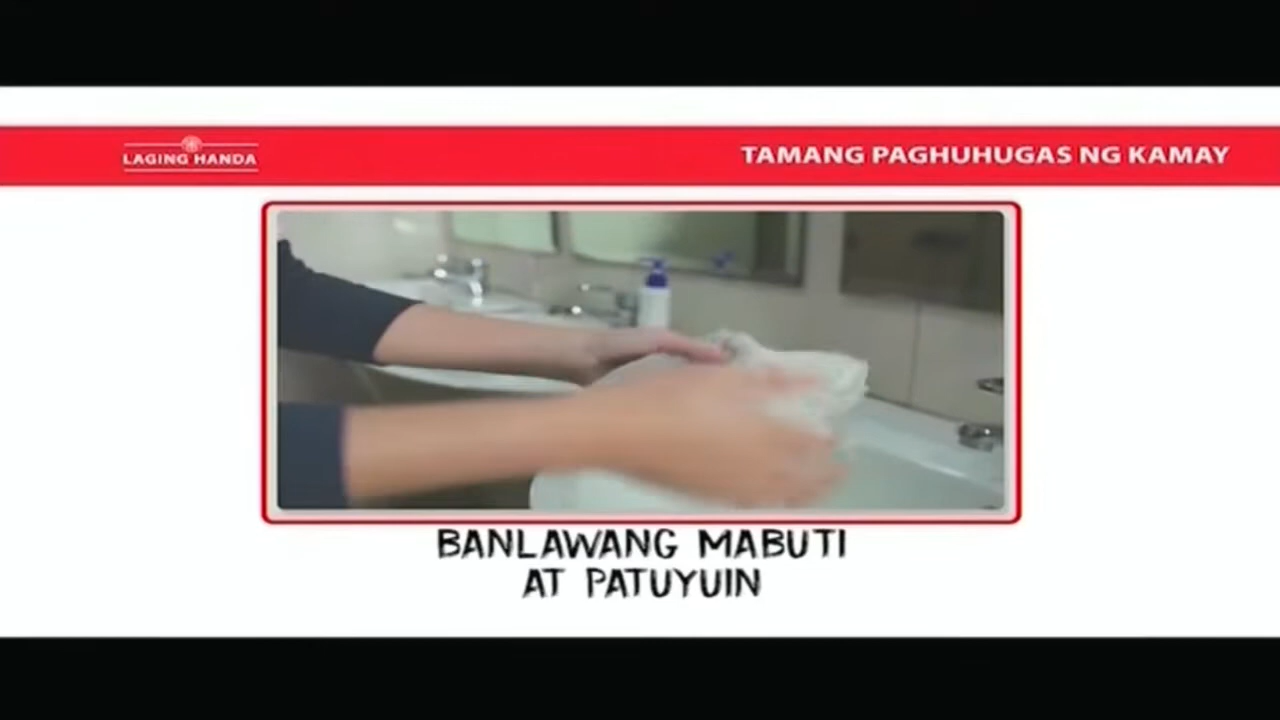 LAGING HANDA
TAMANG PAGHUHUGAS NG KAMAY
BANLAWANG MABUTI
AT PATUYUIN